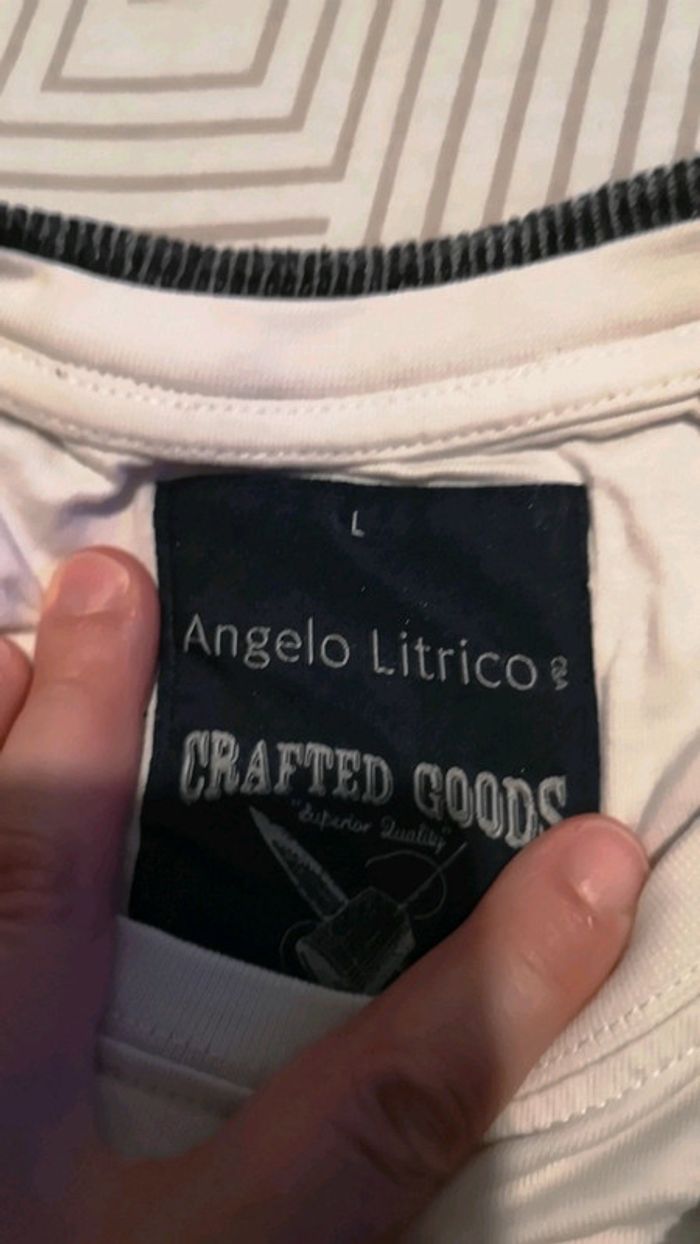 L
Angelo Litrico C&A
CRAFTED GOODS
"Superior Quality"